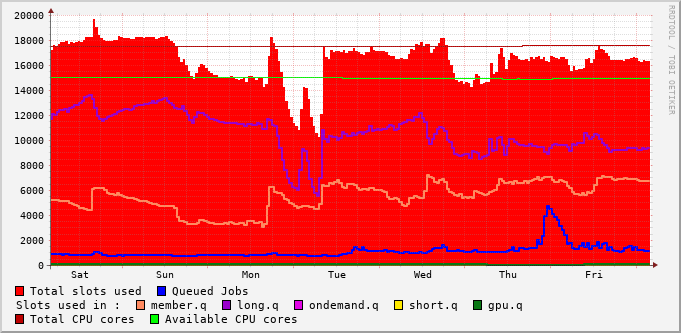 20000
18000
16000
14000
12000
10000
8000
6000
4000
2000
0
Sat Sun Mon Tue Wed Thu Fri
RRDTOOL / TOBI OETIKER
Total slots used Queued Jobs
Slots used in : member.q long.q ondemand.q short.q gpu.q
Total CPU cores Available CPU cores